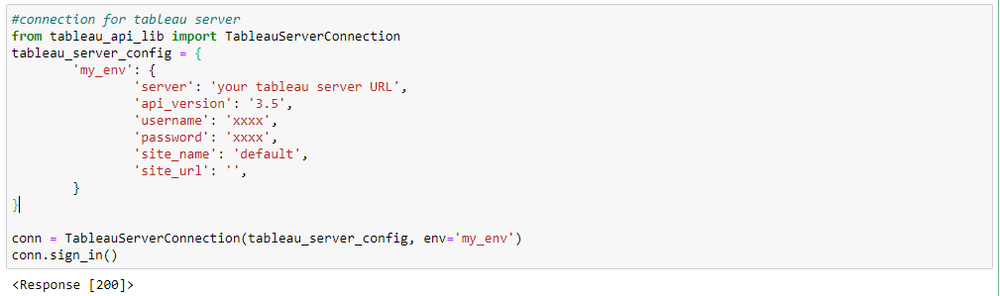 #connection for tableau server
from tableau_api_lib import TableauServerConnection
tableau_server_config = {
        'my_env': {
                'server': 'your tableau server URL',
                'api_version': '3.5',
                'username': 'xxxx',
                'password': 'xxxx',
                'site_name': 'default',
                'site_url': '',
        }
}
conn = TableauServerConnection(tableau_server_config, env='my_env')
conn.sign_in()
<Response [200]>